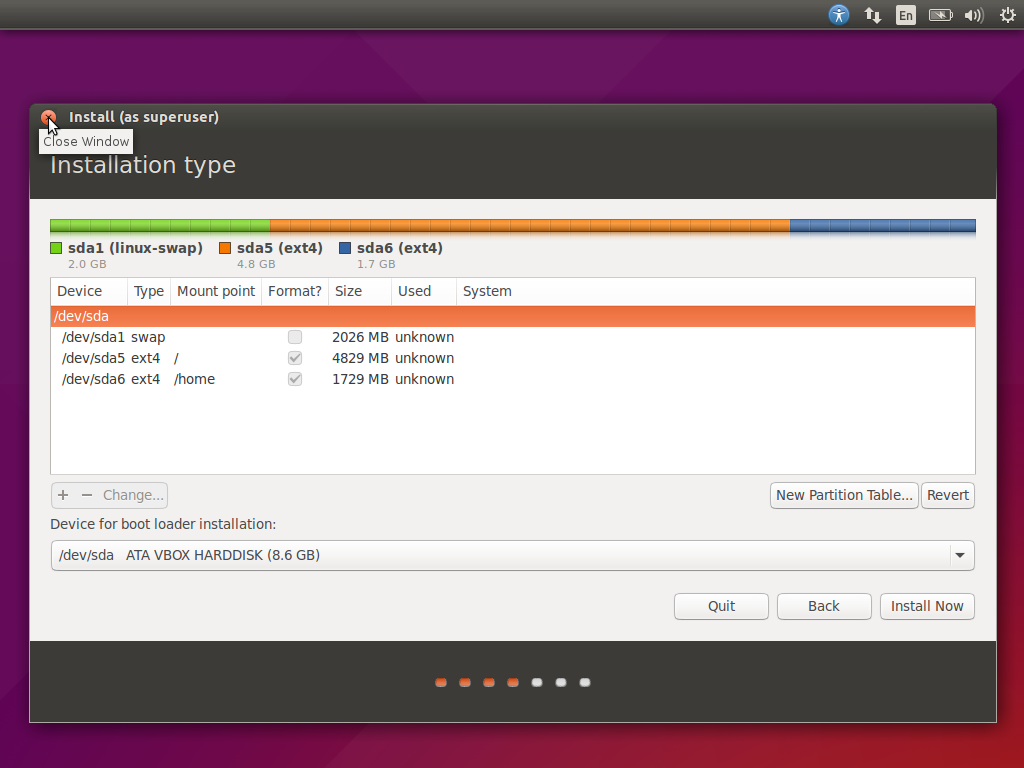 En
Install (as superuser)
Close Window
Installation type
sda1 (linux-swap) sda5 (ext4) sda6 (ext4)
2.0 GB 4.8 GB 1.7 GB
Device Type Mount point Format? Size Used System
/dev/sda
/dev/sda1 swap 2026 MB unknown
/dev/sda5 ext4 / 4829 MB unknown
/dev/sda6 ext4 /home 1729 MB unknown
+ − Change... New Partition Table... Revert
Device for boot loader installation:
/dev/sda ATA VBOX HARDDISK (8.6 GB)
Quit Back Install Now